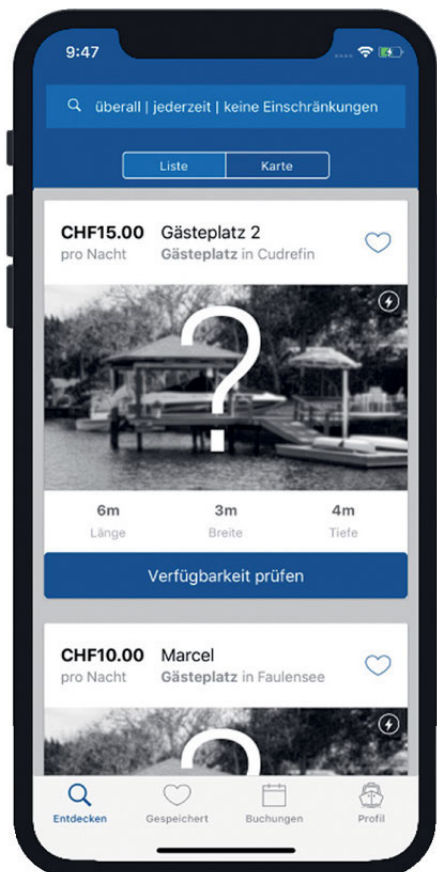 9:47
überall | jederzeit | keine Einschränkungen
Liste Karte
CHF15.00 Gästeplatz 2
pro Nacht Gästeplatz in Cudrefin
?
6m 3m 4m
Länge Breite Tiefe
Verfügbarkeit prüfen
CHF10.00 Marcel
pro Nacht Gästeplatz in Faulensee
?
Entdecken Gespeichert Buchungen Profil